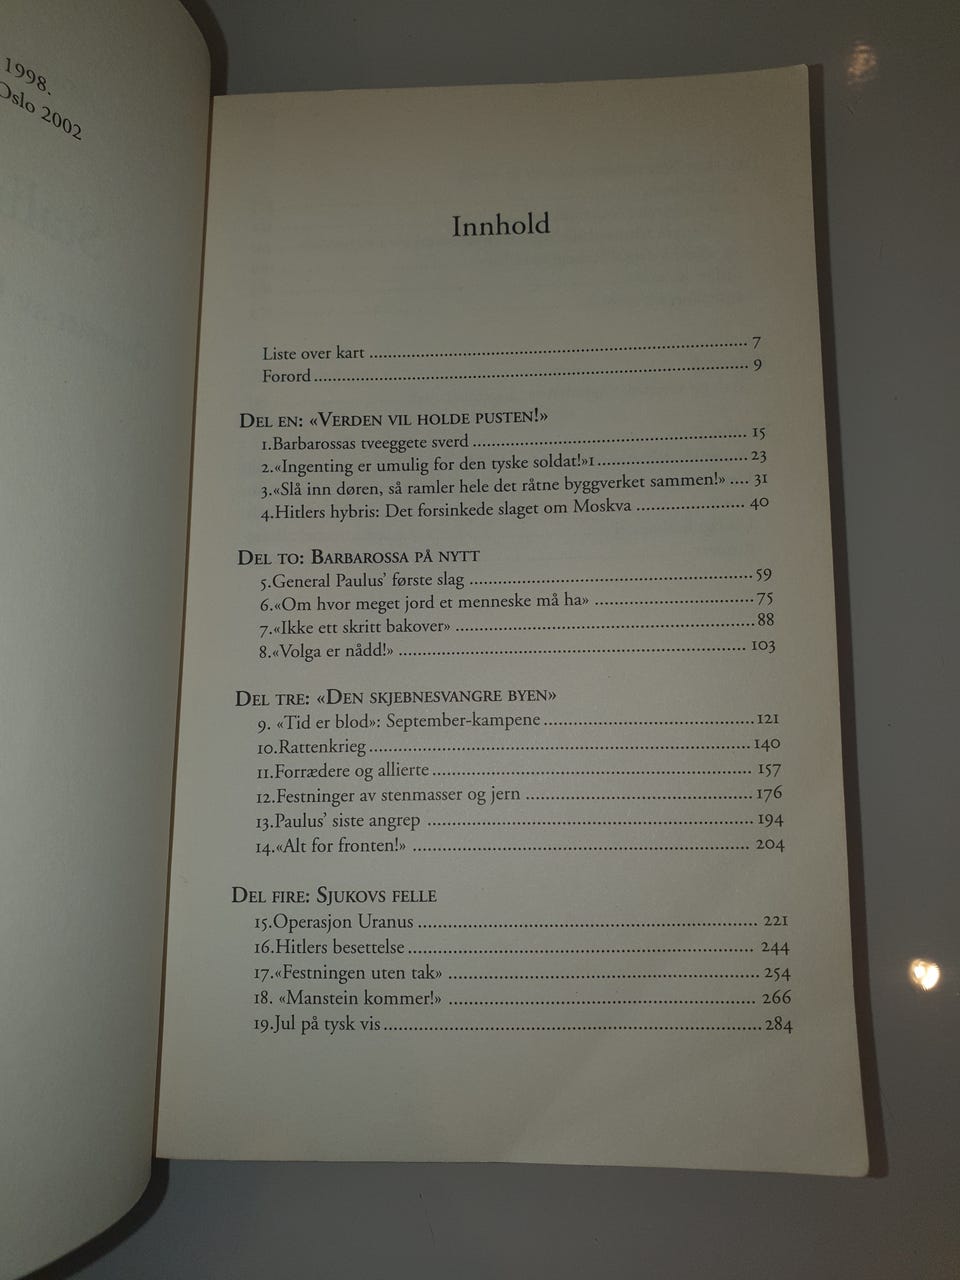 1998.
Oslo 2002
Innhold
Liste over kart ........ 7
Forord ........ 9
DEL EN: «VERDEN VIL HOLDE PUSTEN!»
1.Barbarossas tveeggete sverd ........ 15
2.«Ingenting er umulig for den tyske soldat!»1 ........ 23
3.«Slå inn døren, så ramler hele det råtne byggverket sammen!» .... 31
4.Hitlers hybris: Det forsinkede slaget om Moskva ........ 40
DEL TO: BARBAROSSA PÅ NYTT
5.General Paulus’ første slag ........ 59
6.«Om hvor meget jord et menneske må ha» ........ 75
7.«Ikke ett skritt bakover» ........ 88
8.«Volga er nådd!» ........ 103
DEL TRE: «DEN SKJEBNESVANGRE BYEN»
9. «Tid er blod»: September-kampene ........ 121
10.Rattenkrieg ........ 140
11.Forrædere og allierte ........ 157
12.Festninger av stenmasser og jern ........ 176
13.Paulus’ siste angrep ........ 194
14.«Alt for fronten!» ........ 204
DEL FIRE: SJUKOVS FELLE
15.Operasjon Uranus ........ 221
16.Hitlers besettelse ........ 244
17.«Festningen uten tak» ........ 254
18. «Manstein kommer!» ........ 266
19.Jul på tysk vis ........ 284